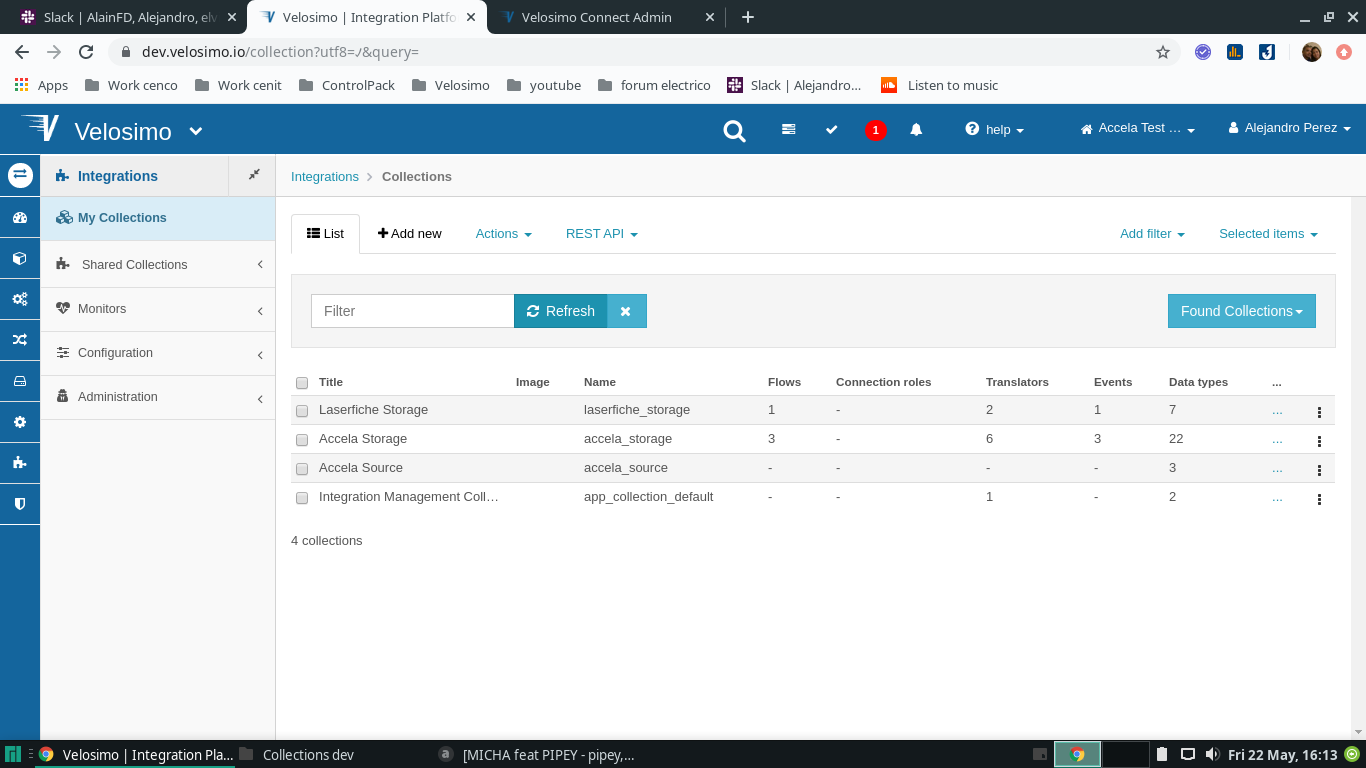 Slack | AlainFD, Alejandro, elv
Velosimo | Integration Platfo
Velosimo Connect Admin
dev.velosimo.io/collection?utf8=✓&query=
Apps
Work cenco
Work cenit
ControlPack
Velosimo
youtube
forum electrico
Slack | Alejandro…
Listen to music
Velosimo
1
help
Accela Test …
Alejandro Perez
Integrations
My Collections
Shared Collections
Monitors
Configuration
Administration
Integrations > Collections
List
Add new
Actions
REST API
Add filter
Selected items
Filter
Refresh
Found Collections
Title Image Name Flows Connection roles Translators Events Data types ...
Laserfiche Storage laserfiche_storage 1 - 2 1 7 ...
Accela Storage accela_storage 3 - 6 3 22 ...
Accela Source accela_source - - - - 3 ...
Integration Management Coll… app_collection_default - - 1 - 2 ...
4 collections
Velosimo | Integration Pla...
Collections dev
[MICHA feat PIPEY - pipey,...
Fri 22 May, 16:13